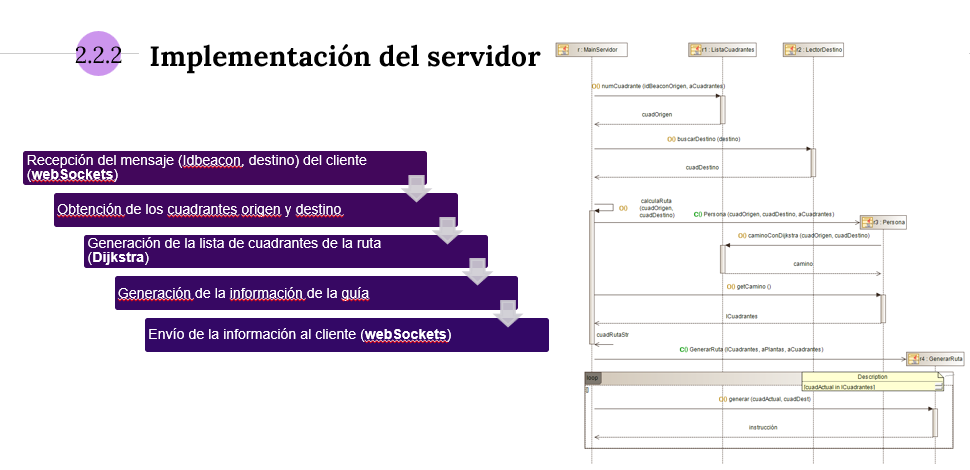 2.2.2
Implementación del servidor
Recepción del mensaje (Idbeacon, destino) del cliente
(webSockets)
Obtención de los cuadrantes origen y destino
Generación de la lista de cuadrantes de la ruta
(Dijkstra)
Generación de la información de la guía
Envío de la información al cliente (webSockets)
r : MainServidor
r1 : ListaCuadrantes
r2 : LectorDestino
O() numCuadrante (idBeaconOrigen, aCuadrantes)
cuadOrigen
O() buscarDestino (destino)
cuadDestino
calculaRuta
O() (cuadOrigen,
cuadDestino)
C() Persona (cuadOrigen, cuadDestino, aCuadrantes)
r3 : Persona
O() caminoConDijkstra (cuadOrigen, cuadDestino)
camino
O() getCamino ()
lCuadrantes
cuadRutaStr
C() GenerarRuta (lCuadrantes, aPlantas, aCuadrantes)
r4 : GenerarRuta
loop
Description
[cuadActual in lCuadrantes]
[]
O() generar (cuadActual, cuadDest)
instrucción